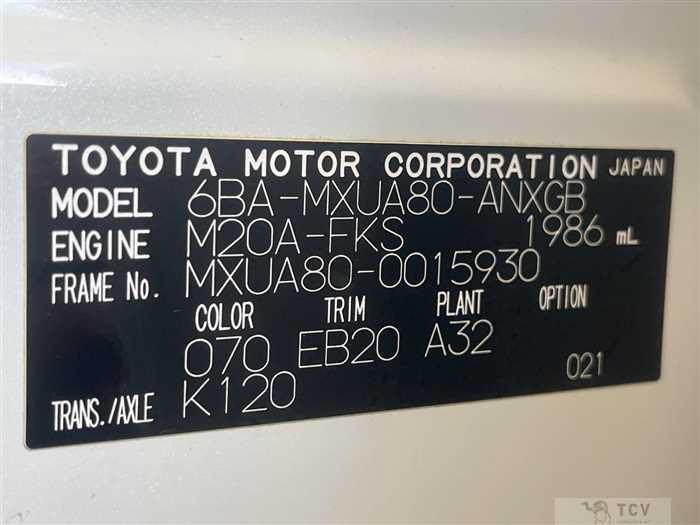 TOYOTA MOTOR CORPORATION JAPAN
MODEL 6BA-MXUA80-ANXGB
ENGINE M20A-FKS 1986 mL
FRAME No. MXUA80-0015930
COLOR TRIM PLANT OPTION
070 EB20 A32
TRANS./AXLE K120 021
TCV